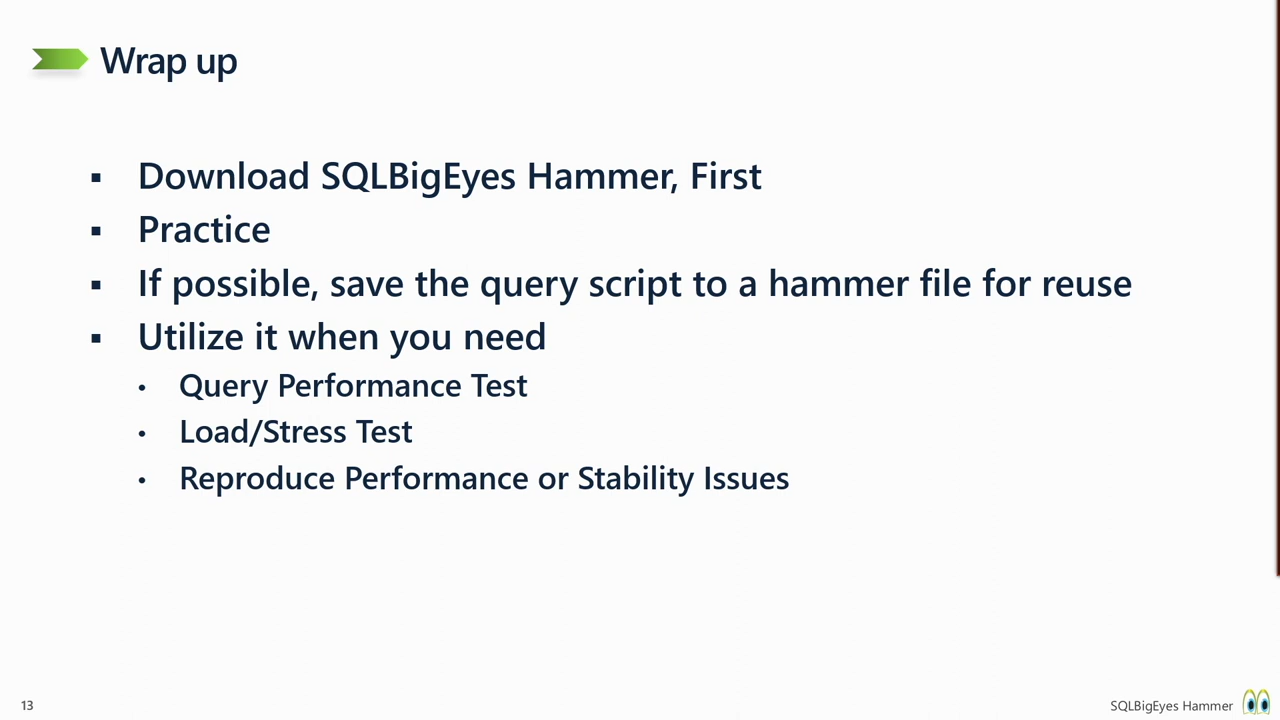 Wrap up
▪ Download SQLBigEyes Hammer, First
▪ Practice
▪ If possible, save the query script to a hammer file for reuse
▪ Utilize it when you need
• Query Performance Test
• Load/Stress Test
• Reproduce Performance or Stability Issues
13
SQLBigEyes Hammer